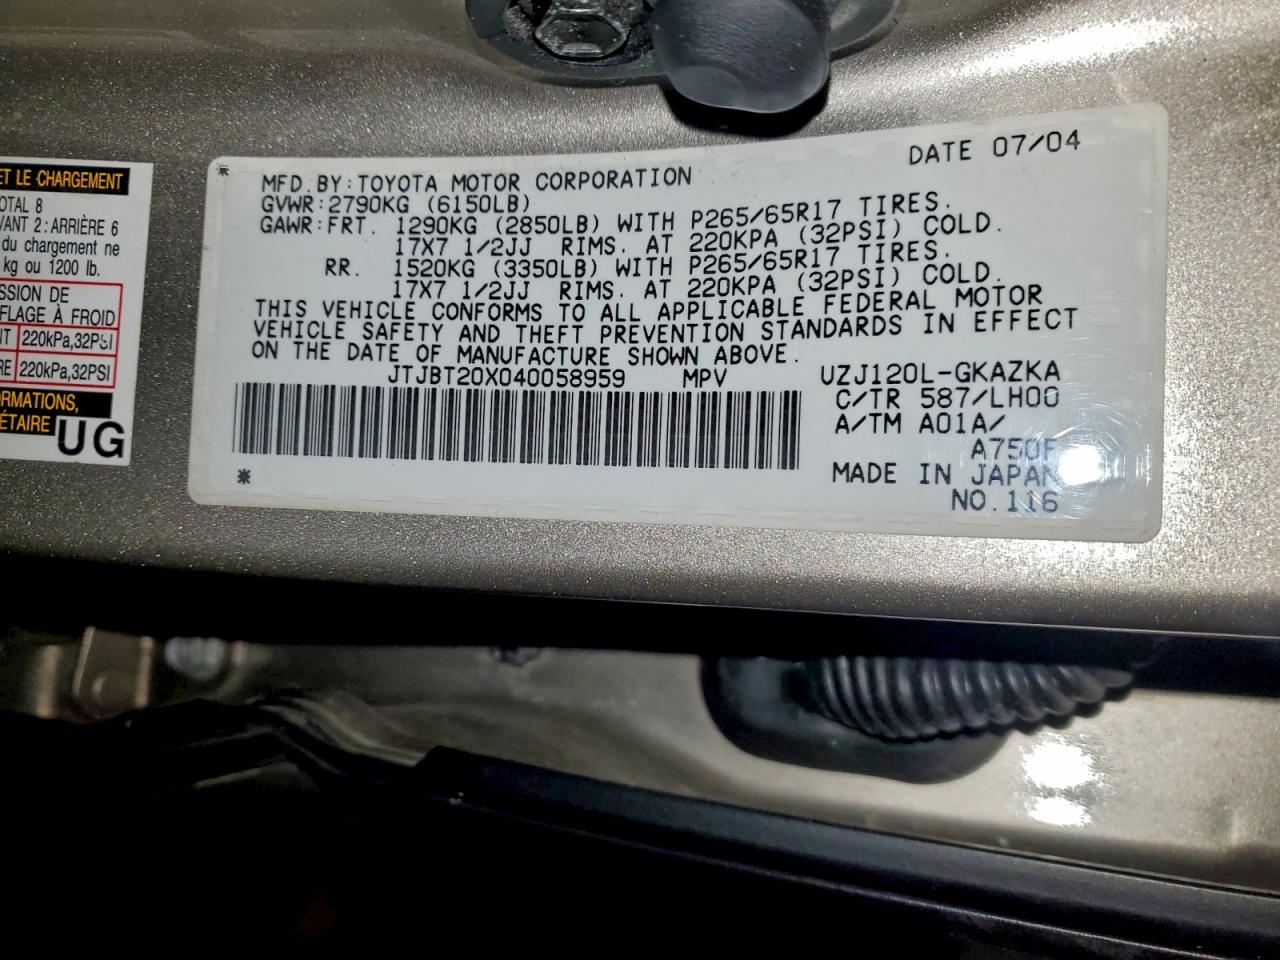 ET LE CHARGEMENT
OTAL 8
VANT 2: ARRIÈRE 6
du chargement ne
kg ou 1200 lb.
SSION DE
FLAGE À FROID
NT 220kPa,32PSI
RE 220kPa,32PSI
ORMATIONS,
ÉTAIRE UG
DATE 07/04
MFD. BY: TOYOTA MOTOR CORPORATION
GVWR: 2790KG (6150LB)
GAWR: FRT. 1290KG (2850LB) WITH P265/65R17 TIRES.
17X7 1/2JJ RIMS. AT 220KPA (32PSI) COLD.
RR. 1520KG (3350LB) WITH P265/65R17 TIRES.
17X7 1/2JJ RIMS. AT 220KPA (32PSI) COLD.
THIS VEHICLE CONFORMS TO ALL APPLICABLE FEDERAL MOTOR
VEHICLE SAFETY AND THEFT PREVENTION STANDARDS IN EFFECT
ON THE DATE OF MANUFACTURE SHOWN ABOVE.
JTJBT20X040058959 MPV UZJ120L-GKAZKA
C/TR 587/LH00
A/TM A01A/
A750F
MADE IN JAPAN
NO.116